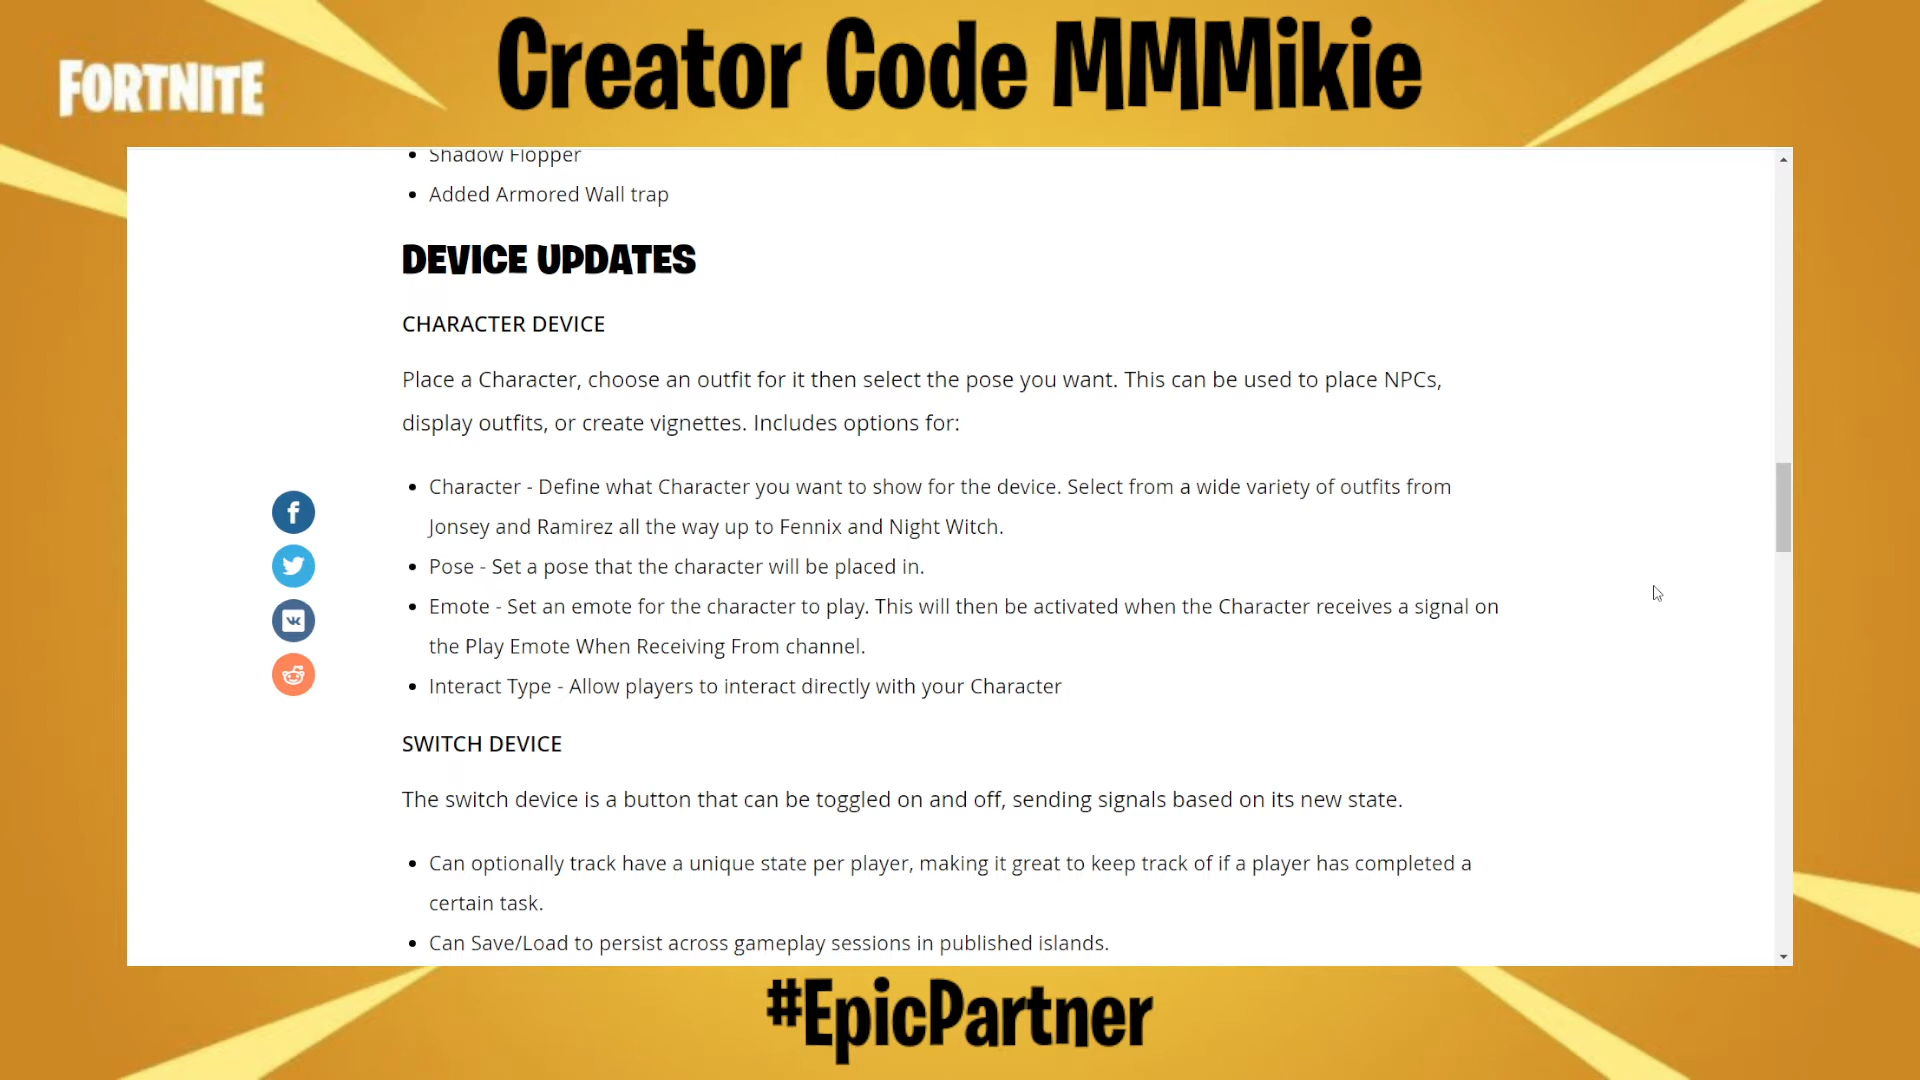 Creator Code MMMikie
FORTNITE
Shadow Flopper
Added Armored Wall trap
DEVICE UPDATES
CHARACTER DEVICE
Place a Character, choose an outfit for it then select the pose you want. This can be used to place NPCs,
display outfits, or create vignettes. Includes options for:
Character - Define what Character you want to show for the device. Select from a wide variety of outfits from
Jonsey and Ramirez all the way up to Fennix and Night Witch.
Pose - Set a pose that the character will be placed in.
Emote - Set an emote for the character to play. This will then be activated when the Character receives a signal on
the Play Emote When Receiving From channel.
Interact Type - Allow players to interact directly with your Character
SWITCH DEVICE
The switch device is a button that can be toggled on and off, sending signals based on its new state.
Can optionally track have a unique state per player, making it great to keep track of if a player has completed a
certain task.
Can Save/Load to persist across gameplay sessions in published islands.
#EpicPartner